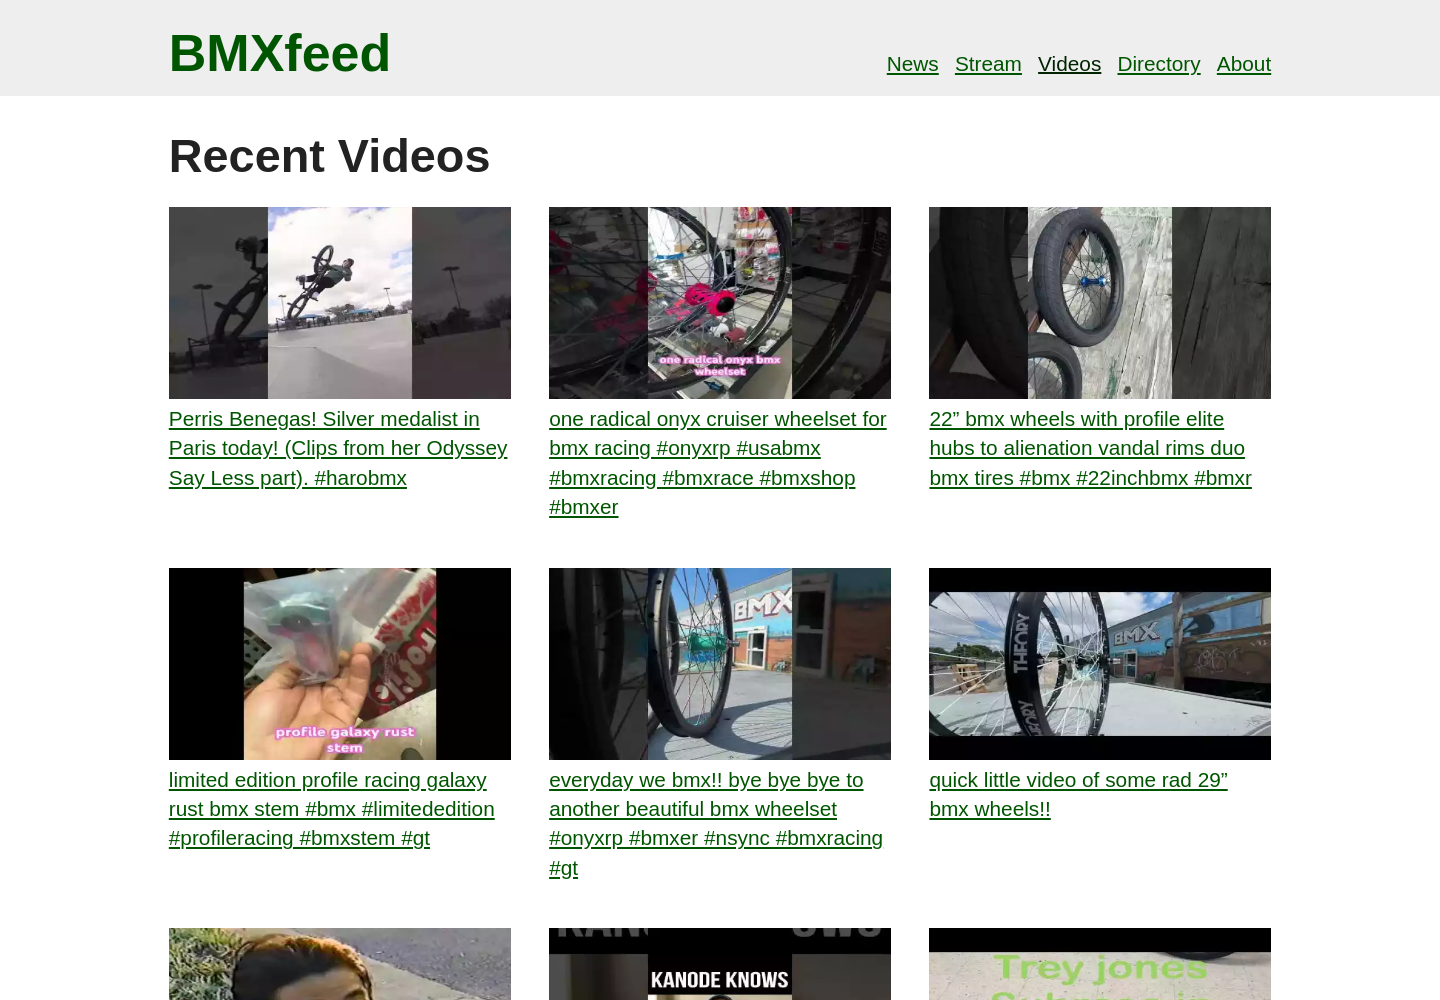 BMXfeed
News Stream Videos Directory About
Recent Videos
one radical onyx bmx
wheelset
Perris Benegas! Silver medalist in
Paris today! (Clips from her Odyssey
Say Less part). #harobmx
one radical onyx cruiser wheelset for
bmx racing #onyxrp #usabmx
#bmxracing #bmxrace #bmxshop
#bmxer
22” bmx wheels with profile elite
hubs to alienation vandal rims duo
bmx tires #bmx #22inchbmx #bmxr
profile
profile galaxy rust
stem
BMX
THEORY
BMX
limited edition profile racing galaxy
rust bmx stem #bmx #limitededition
#profileracing #bmxstem #gt
everyday we bmx!! bye bye bye to
another beautiful bmx wheelset
#onyxrp #bmxer #nsync #bmxracing
#gt
quick little video of some rad 29”
bmx wheels!!
KANODE KNOWS
Trey jones